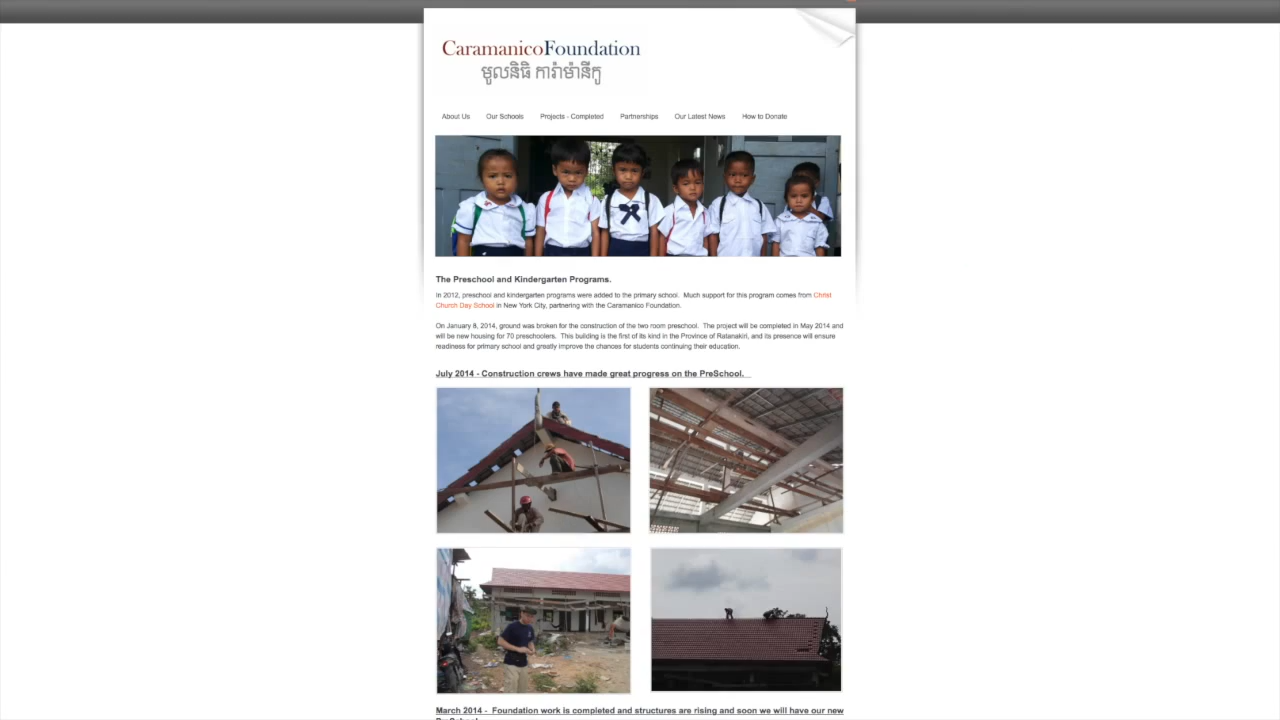 CaramanicoFoundation
មូលនិធិ ការ៉ាម៉ានីកូ
About Us Our Schools Projects - Completed Partnerships Our Latest News How to Donate
The Preschool and Kindergarten Programs.
In 2012, preschool and kindergarten programs were added to the primary school. Much support for this program comes from Christ
Church Day School in New York City, partnering with the Caramanico Foundation.
On January 8, 2014, ground was broken for the construction of the two room preschool. The project will be completed in May 2014 and
will be new housing for 70 preschoolers. This building is the first of its kind in the Province of Ratanakiri, and its presence will ensure
readiness for primary school and greatly improve the chances for students continuing their education.
July 2014 - Construction crews have made great progress on the PreSchool.
March 2014 - Foundation work is completed and structures are rising and soon we will have our new